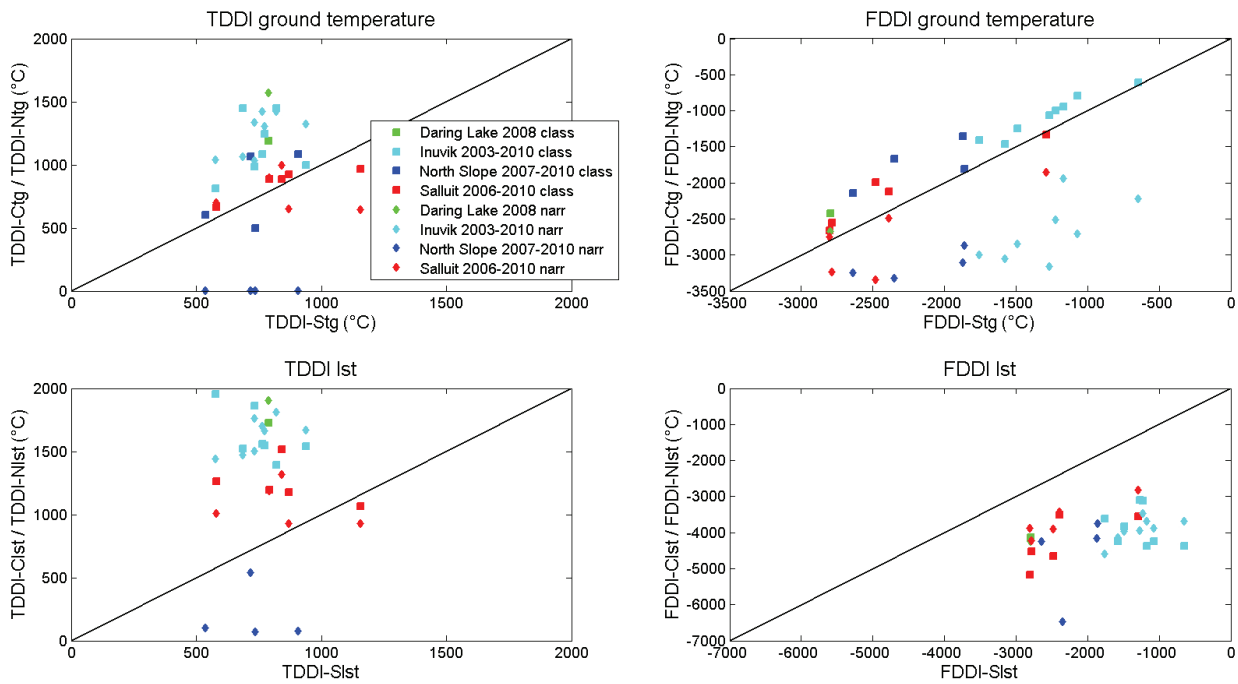 TDDI ground temperature
TDDI-Ctg / TDDI-Ntg (°C)
2000
1500
1000
500
0
0 500 1000 1500 2000
TDDI-Stg (°C)
Daring Lake 2008 class
Inuvik 2003-2010 class
North Slope 2007-2010 class
Salluit 2006-2010 class
Daring Lake 2008 narr
Inuvik 2003-2010 narr
North Slope 2007-2010 narr
Salluit 2006-2010 narr
FDDI ground temperature
FDDI-Ctg / FDDI-Ntg (°C)
0
-500
-1000
-1500
-2000
-2500
-3000
-3500
-3500 -3000 -2500 -2000 -1500 -1000 -500 0
FDDI-Stg (°C)
TDDI lst
TDDI-Clst / TDDI-Nlst (°C)
2000
1500
1000
500
0
0 500 1000 1500 2000
TDDI-Slst
FDDI lst
FDDI-Clst / FDDI-Nlst (°C)
0
-1000
-2000
-3000
-4000
-5000
-6000
-7000
-7000 -6000 -5000 -4000 -3000 -2000 -1000 0
FDDI-Slst